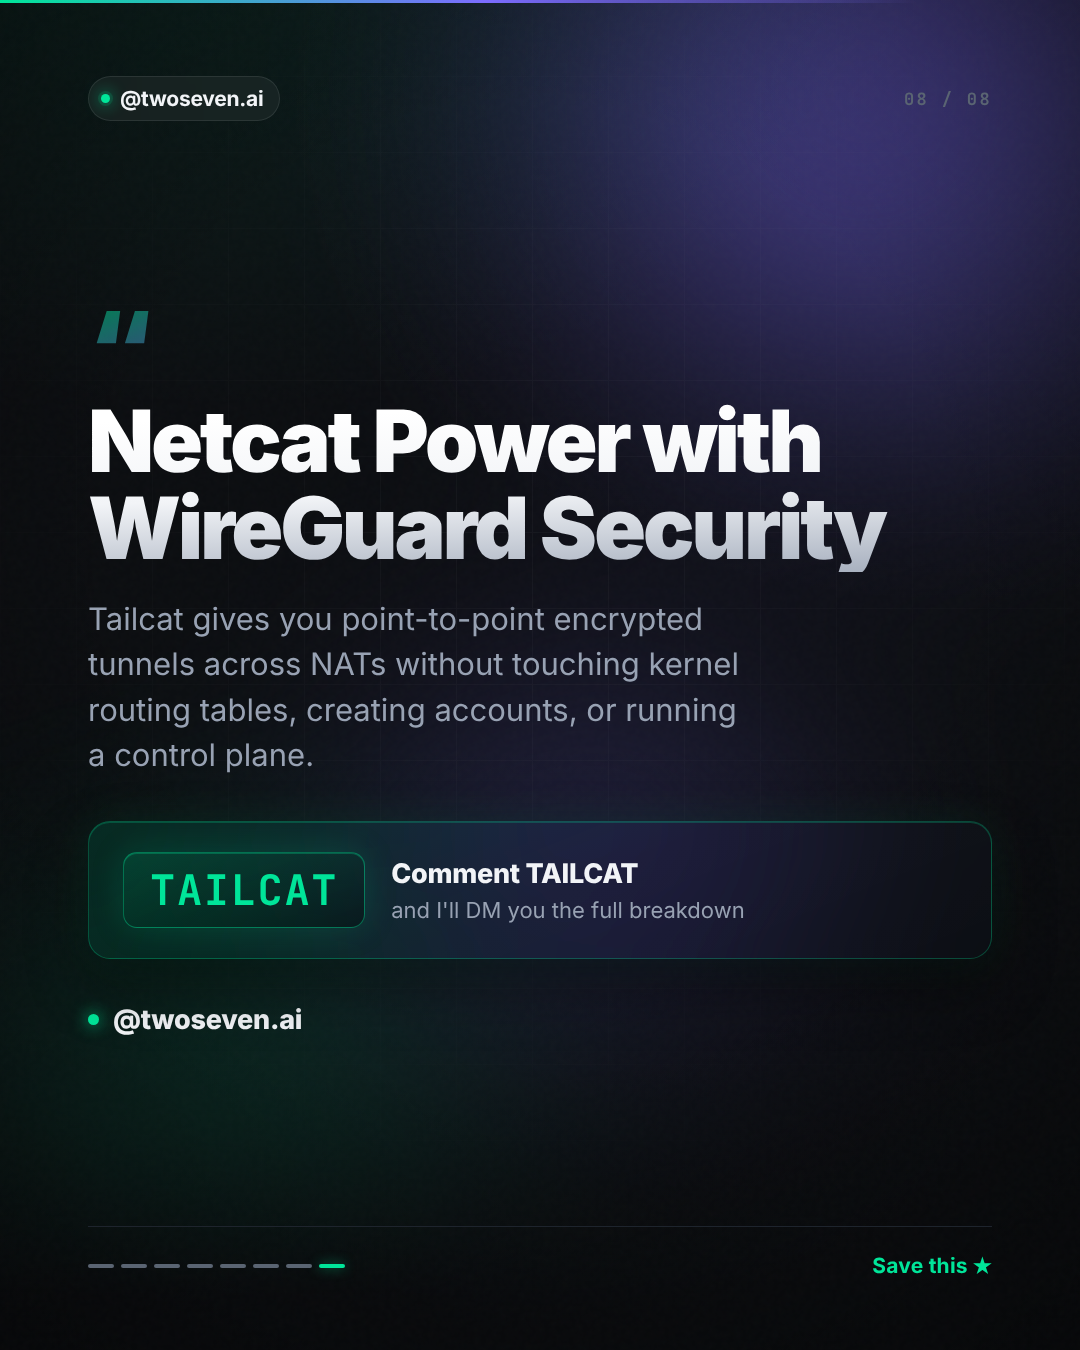 @twoseven.ai
08 / 08
“
Netcat Power with
WireGuard Security
Tailcat gives you point-to-point encrypted
tunnels across NATs without touching kernel
routing tables, creating accounts, or running
a control plane.
TAILCAT
Comment TAILCAT
and I'll DM you the full breakdown
@twoseven.ai
Save this ★